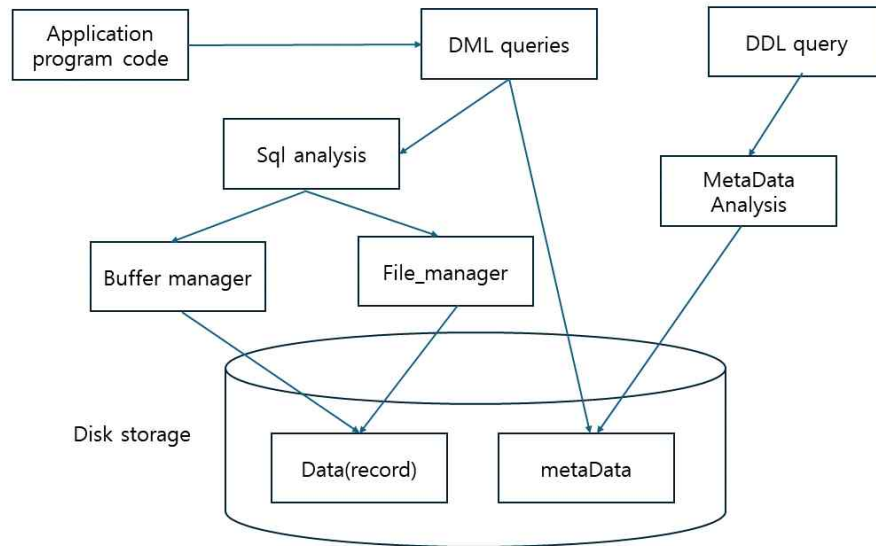 Application
program code
DML queries
DDL query
Sql analysis
MetaData
Analysis
Buffer manager
File_manager
Disk storage
Data(record)
metaData